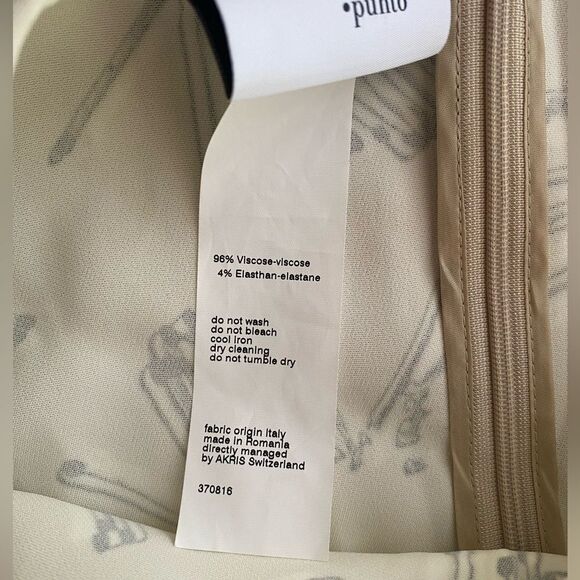 •punto
96% Viscose-viscose
4% Elasthan-elastane
do not wash
do not bleach
cool iron
dry cleaning
do not tumble dry
fabric origin Italy
made in Romania
directly managed
by AKRIS Switzerland
370816